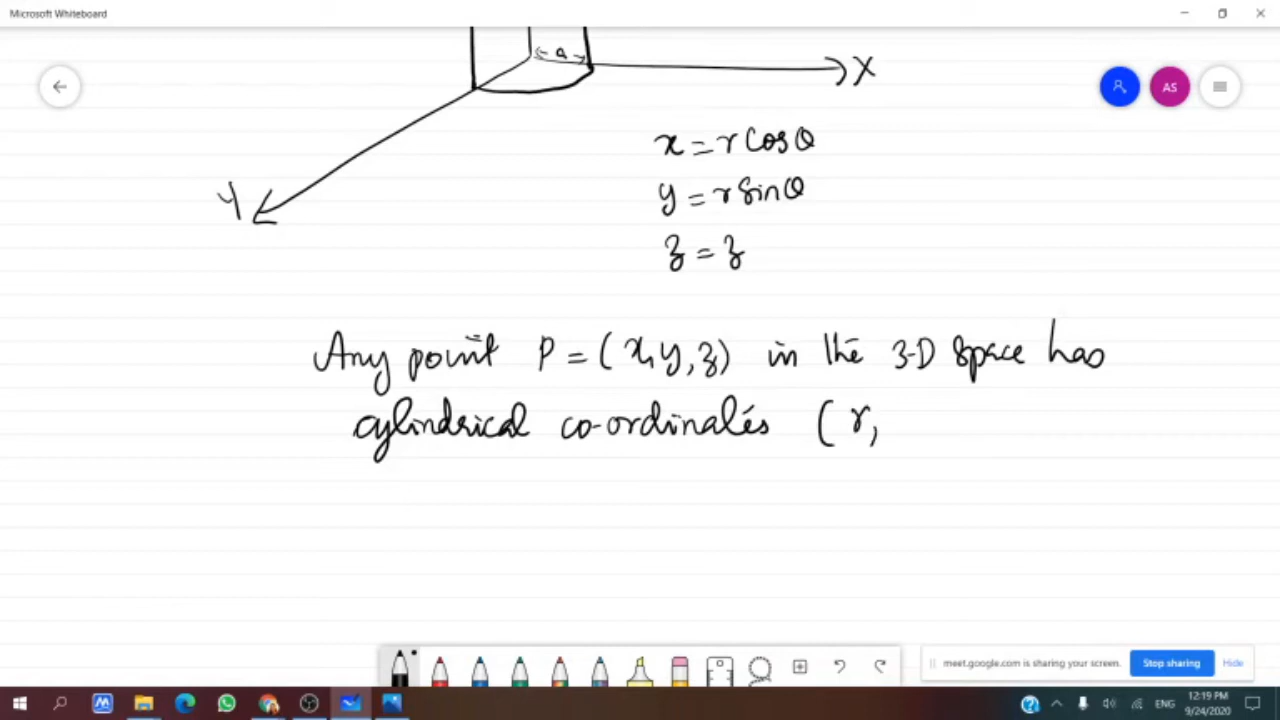 Microsoft Whiteboard
a
X
AS
x = r Cos θ
y = r Sin θ
Y
z = z
Any point P = ( x, y, z ) in the 3-D space has
cylindrical co-ordinates ( r,
meet.google.com is sharing your screen. Stop sharing Hide
ENG 12:19 PM
9/24/2020